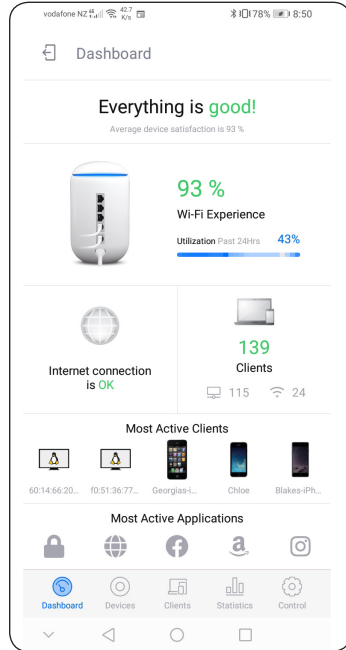 vodafone NZ 4G 42.7 K/s 78% 8:50
Dashboard
Everything is good!
Average device satisfaction is 93 %
93 %
Wi-Fi Experience
Utilization Past 24Hrs 43%
Internet connection
is OK
139
Clients
115 24
Most Active Clients
60:14:66:20... f0:51:36:77... Georgias-i... Chloe Blakes-iPh...
Most Active Applications
Dashboard Devices Clients Statistics Control